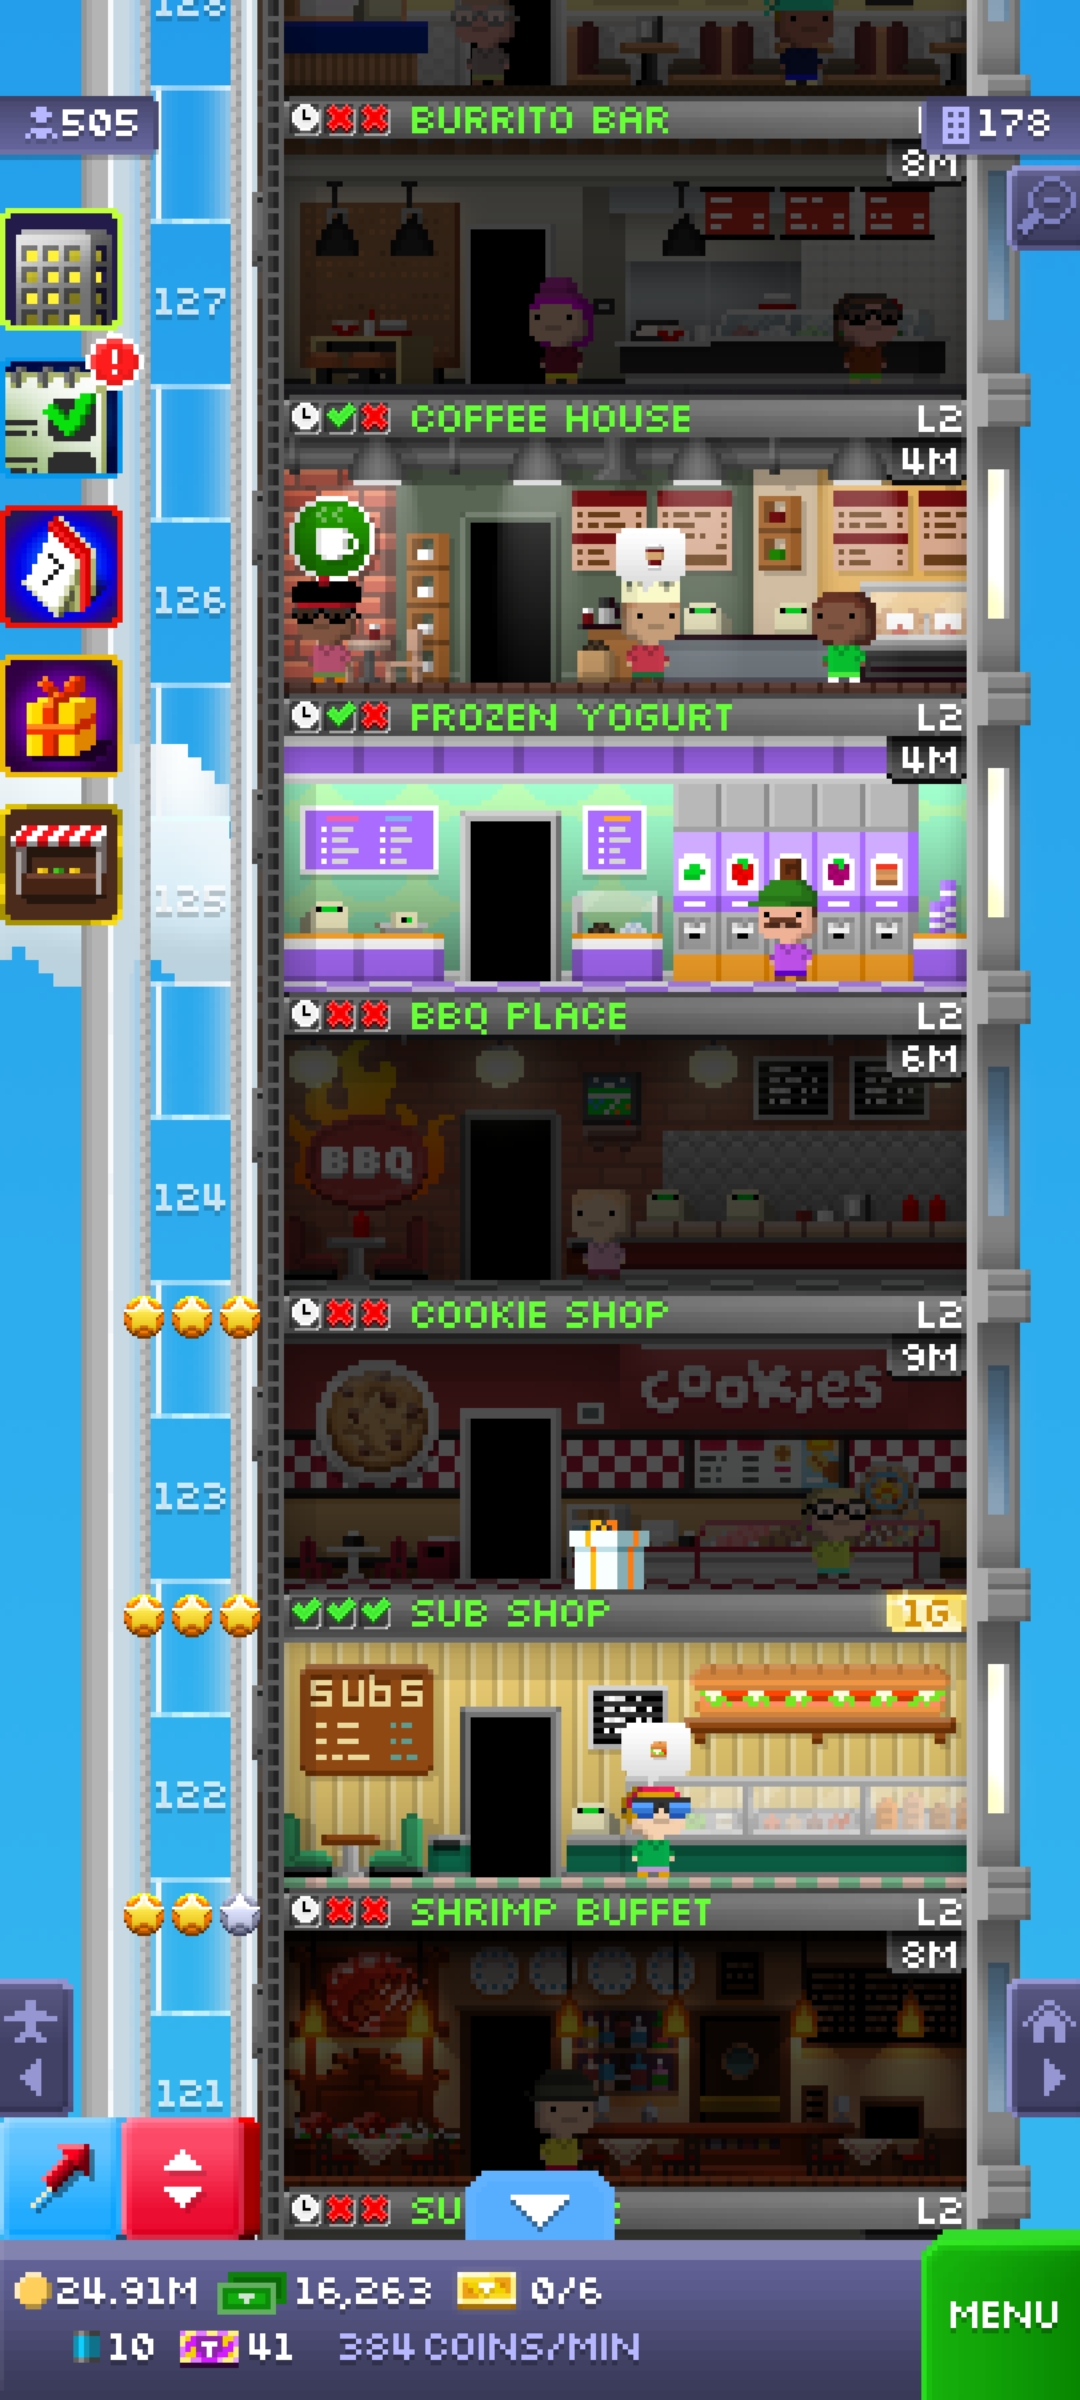 128
505
BURRITO BAR
178
8M
127
COFFEE HOUSE L2
4M
126
FROZEN YOGURT L2
4M
125
BBQ PLACE L2
6M
BBQ
124
COOKIE SHOP L2
9M
cookies
123
SUB SHOP 1G
subs
122
SHRIMP BUFFET L2
8M
121
SU L2
24.91M 16,263 0/6
10 41 384 COINS/MIN
MENU